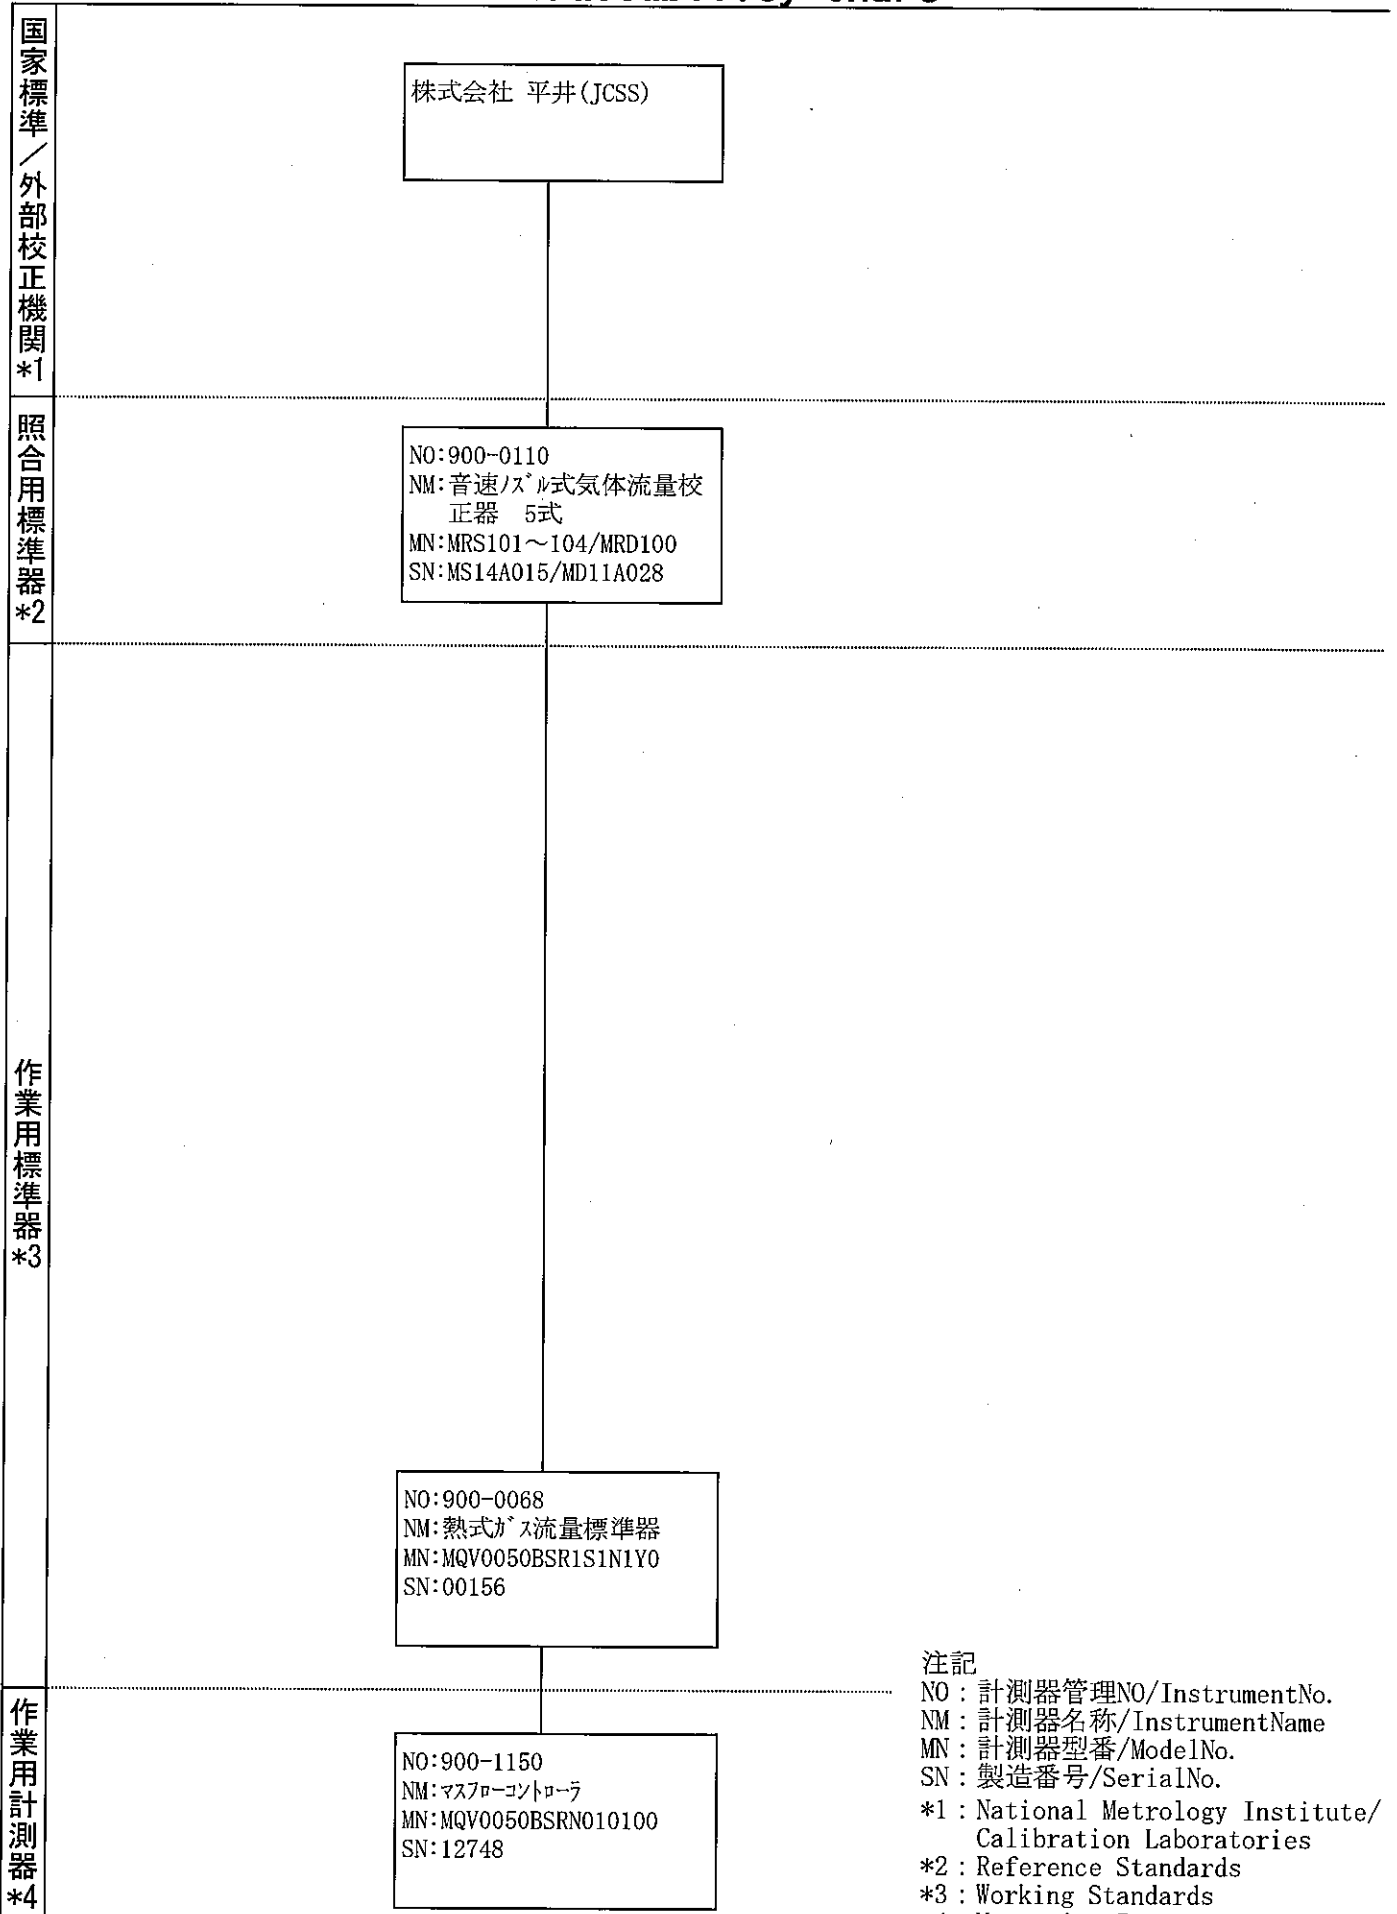 国家標準／外部校正機関*1
株式会社 平井(JCSS)
照合用標準器*2
NO:900-0110
NM:音速ﾉｽﾞﾙ式気体流量校
正器　5式
MN:MRS101～104/MRD100
SN:MS14A015/MD11A028
作業用標準器*3
NO:900-0068
NM:熱式ｶﾞｽ流量標準器
MN:MQV0050BSR1S1N1Y0
SN:00156
作業用計測器*4
NO:900-1150
NM:ﾏｽﾌﾛｰｺﾝﾄﾛｰﾗ
MN:MQV0050BSRN010100
SN:12748
注記
NO：計測器管理NO/InstrumentNo.
NM：計測器名称/InstrumentName
MN：計測器型番/ModelNo.
SN：製造番号/SerialNo.
*1：National Metrology Institute/
Calibration Laboratories
*2：Reference Standards
*3：Working Standards